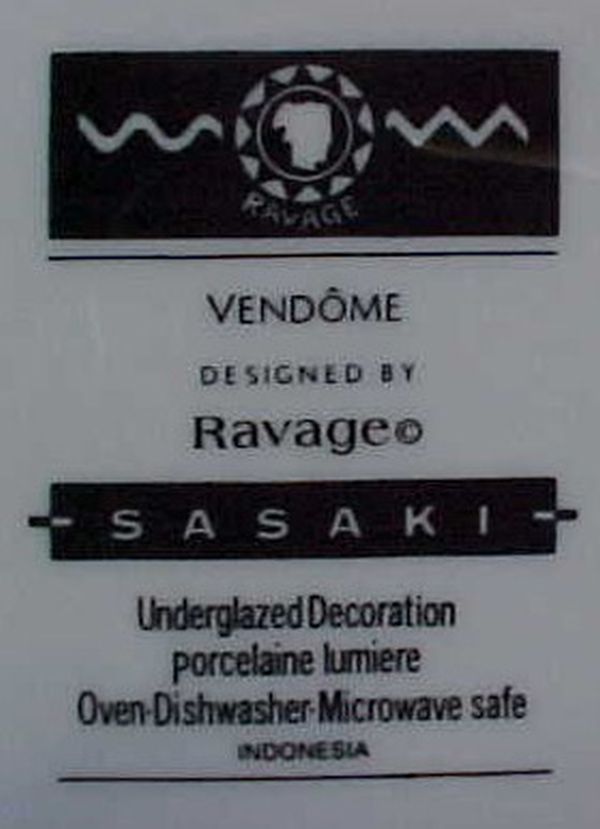 RAVAGE
VENDÔME
DESIGNED BY
Ravage©
SASAKI
Underglazed Decoration
porcelaine lumiere
Oven-Dishwasher-Microwave safe
INDONESIA